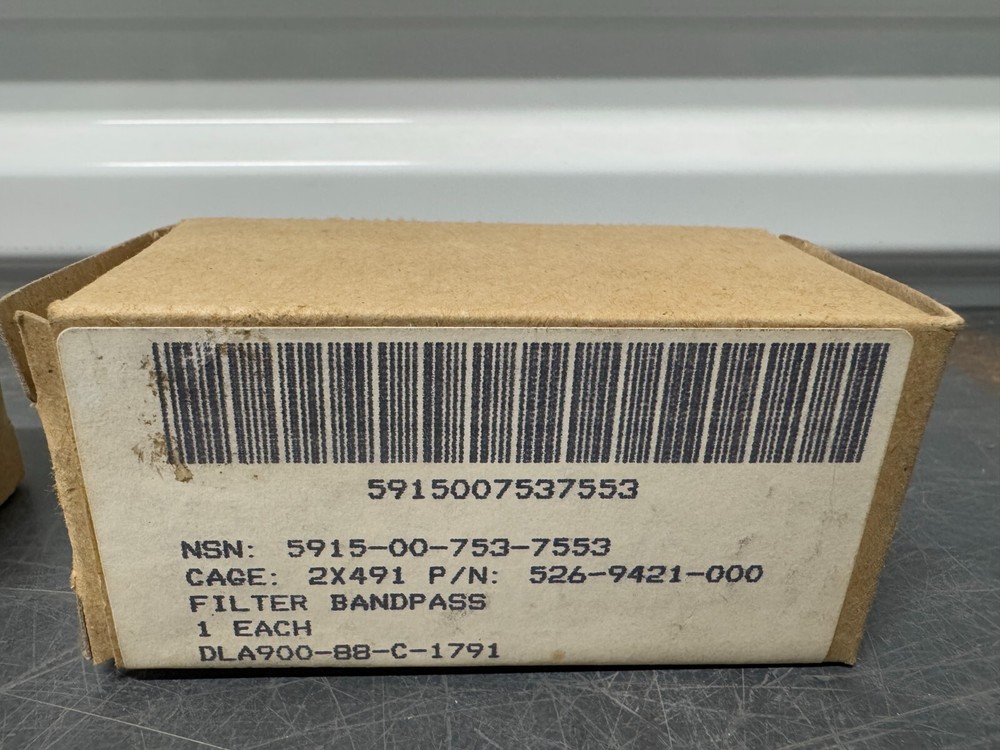 5915007537553
NSN: 5915-00-753-7553
CAGE: 2X491 P/N: 526-9421-000
FILTER BANDPASS
1 EACH
DLA900-88-C-1791